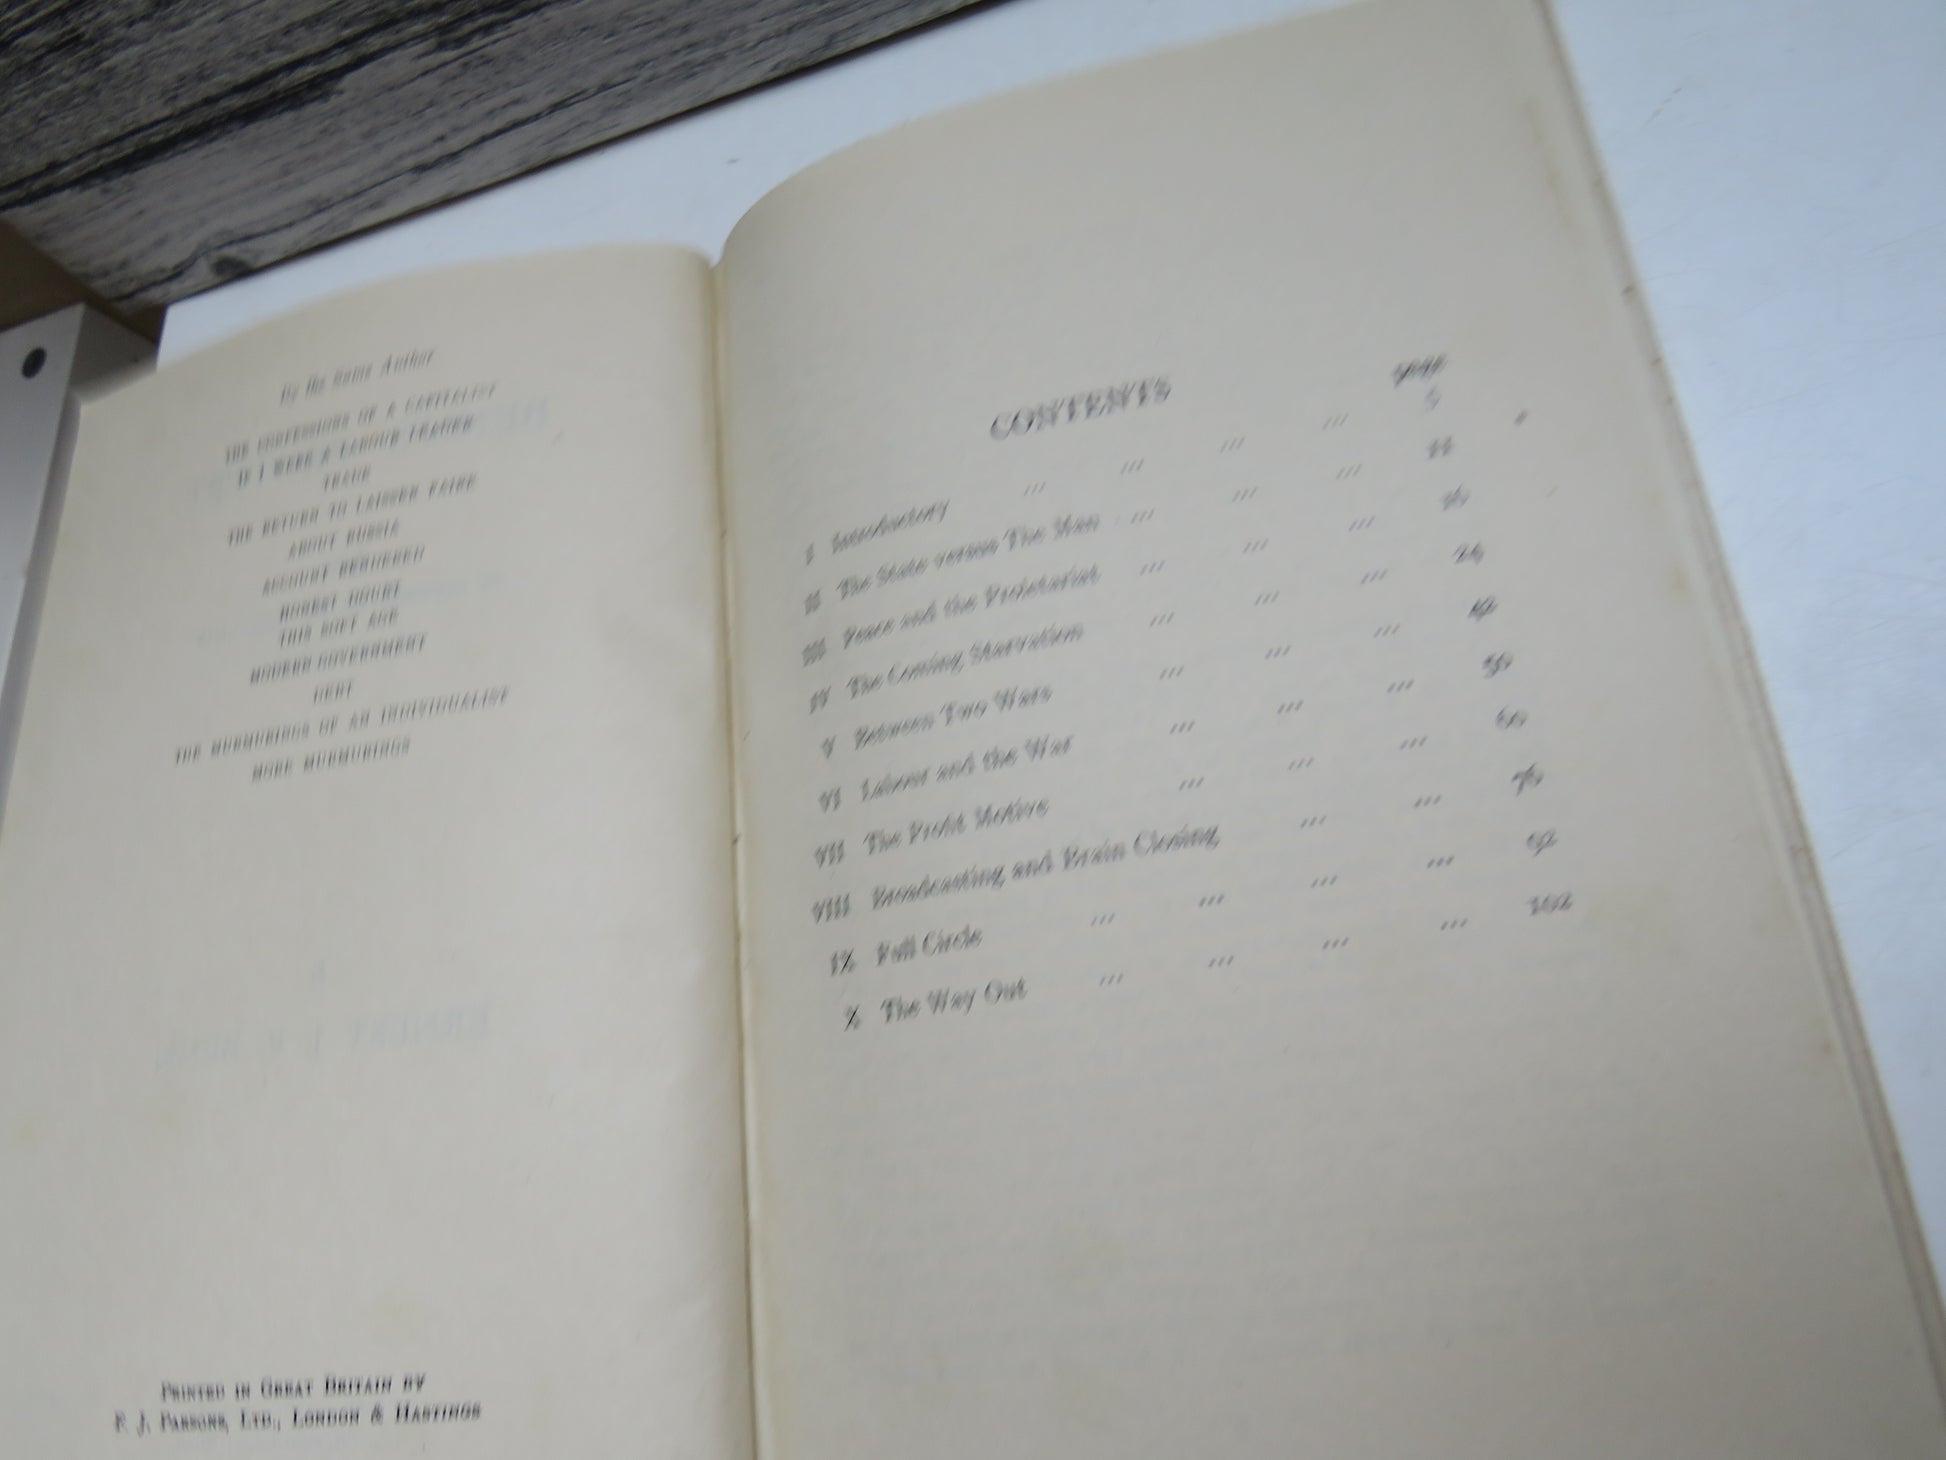 By the same Author
THE CONFESSIONS OF A CAPITALIST
IF I WERE A LABOUR LEADER
TRADE
THE RETURN TO LAISSER FAIRE
ABOUT RUSSIA
ACCOUNT RENDERED
HONEST DOUBT
THIS SOFT AGE
MODERN GOVERNMENT
DEBT
THE MURMURINGS OF AN INDIVIDUALIST
MORE MURMURINGS
PRINTED IN GREAT BRITAIN BY
F. J. PARSONS, LTD., LONDON & HASTINGS
CONTENTS
page
I Introductory ... ... ... ... 5
II The State versus The Man ... ... ...
III Peace and the Proletariat ... ... ...
IV The Coming Starvation ... ... ...
V Between Two Wars ... ... ...
VI Labour and the War ... ... ...
VII The Profit Motive ... ... ...
VIII Broadcasting and Brain Closing ... ...
IX Full Circle ... ... ... ...
X The Way Out ... ... ... ... 102